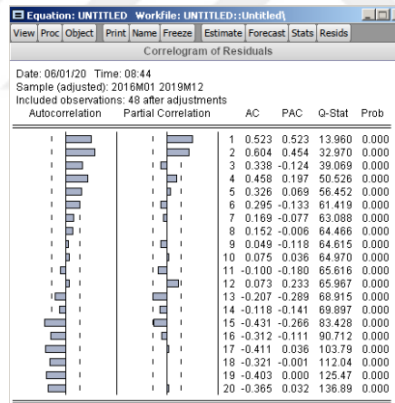 Equation: UNTITLED Workfile: UNTITLED::Untitled\
View Proc Object Print Name Freeze Estimate Forecast Stats Resids
Correlogram of Residuals
Date: 06/01/20 Time: 08:44
Sample (adjusted): 2016M01 2019M12
Included observations: 48 after adjustments
Autocorrelation Partial Correlation AC PAC Q-Stat Prob
1 0.523 0.523 13.960 0.000
2 0.604 0.454 32.970 0.000
3 0.338 -0.124 39.069 0.000
4 0.458 0.197 50.526 0.000
5 0.326 0.069 56.452 0.000
6 0.295 -0.133 61.419 0.000
7 0.169 -0.077 63.088 0.000
8 0.152 -0.006 64.466 0.000
9 0.049 -0.118 64.615 0.000
10 0.075 0.036 64.970 0.000
11 -0.100 -0.180 65.616 0.000
12 0.073 0.233 65.967 0.000
13 -0.207 -0.289 68.915 0.000
14 -0.118 -0.141 69.897 0.000
15 -0.431 -0.266 83.428 0.000
16 -0.312 -0.111 90.712 0.000
17 -0.411 0.036 103.79 0.000
18 -0.321 -0.001 112.04 0.000
19 -0.403 0.000 125.47 0.000
20 -0.365 0.032 136.89 0.000